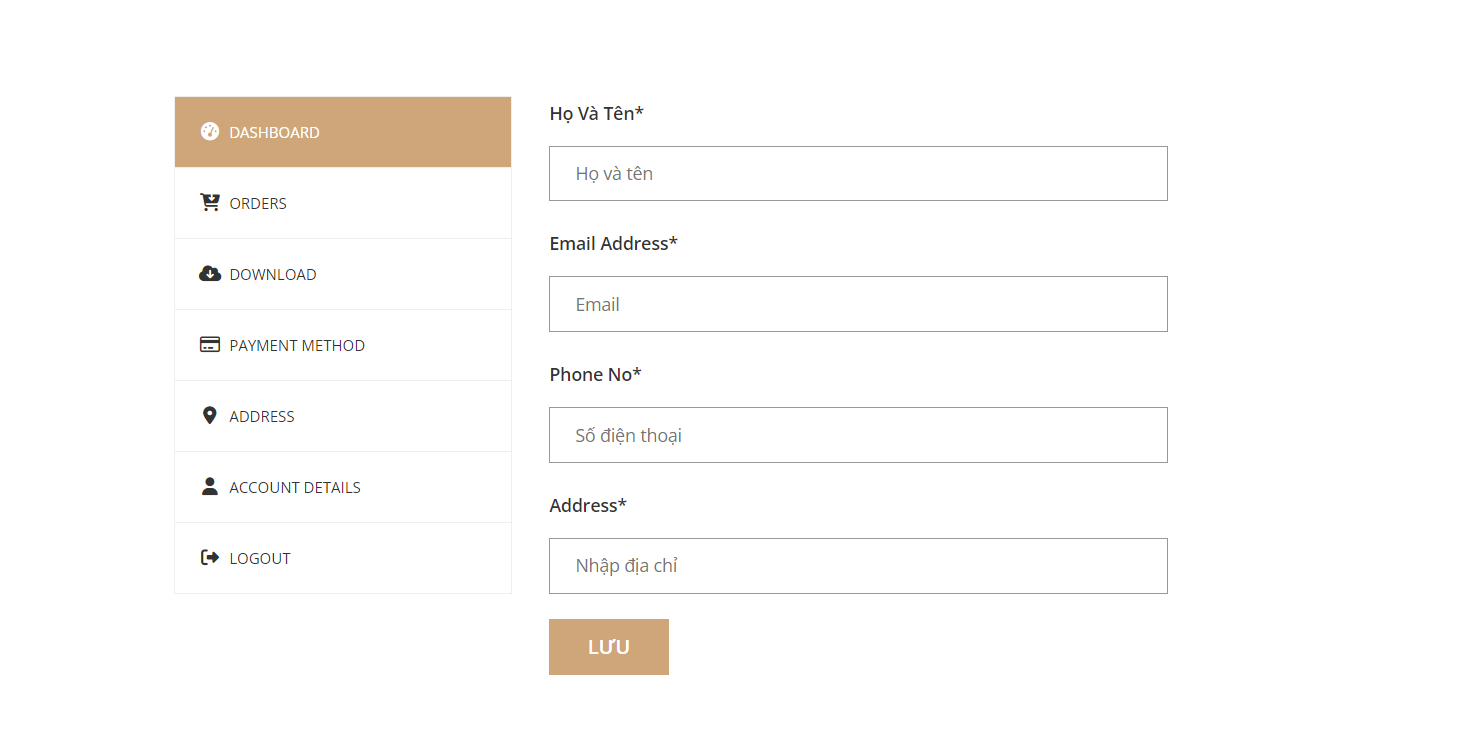 DASHBOARD
ORDERS
DOWNLOAD
PAYMENT METHOD
ADDRESS
ACCOUNT DETAILS
LOGOUT
Họ Và Tên*
Họ và tên
Email Address*
Email
Phone No*
Số điện thoại
Address*
Nhập địa chỉ
LƯU